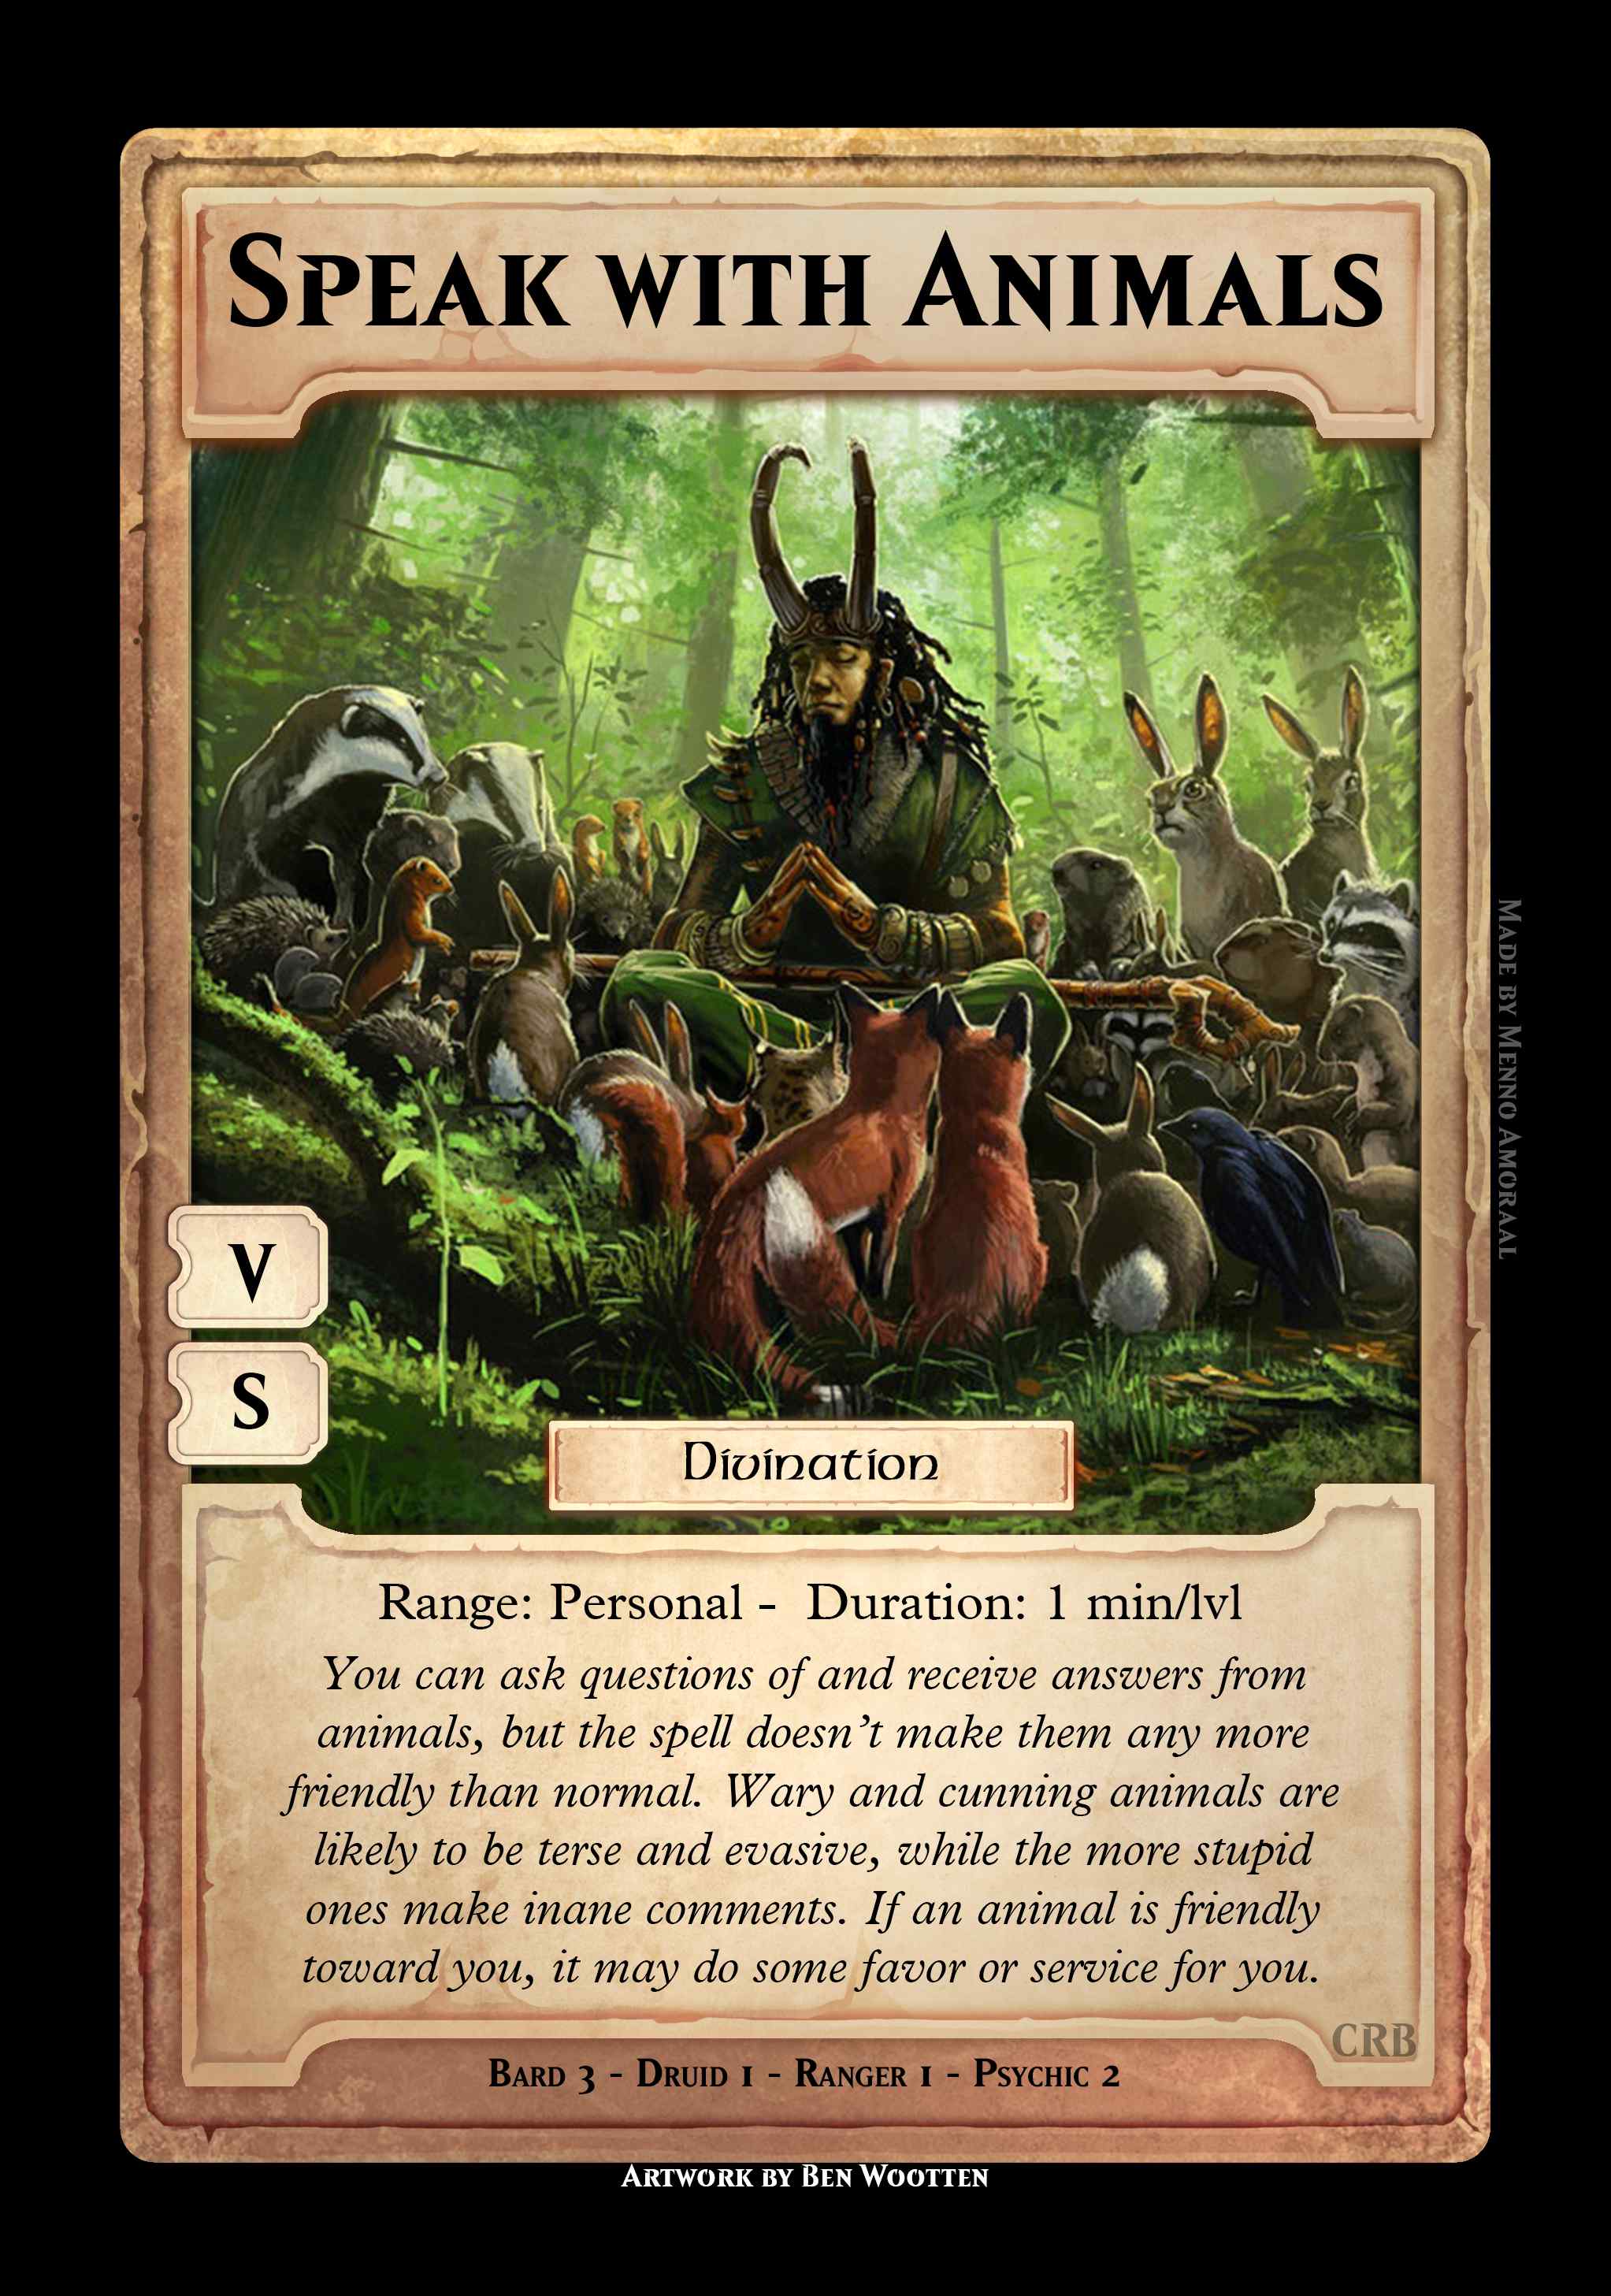 Speak with Animals
V
S
Divination
Range: Personal -  Duration: 1 min/lvl
You can ask questions of and receive answers from
animals, but the spell doesn’t make them any more
friendly than normal. Wary and cunning animals are
likely to be terse and evasive, while the more stupid
ones make inane comments. If an animal is friendly
toward you, it may do some favor or service for you.
CRB
Bard 3 - Druid 1 - Ranger 1 - Psychic 2
Artwork by Ben Wootten
Made by Menno Amoraal